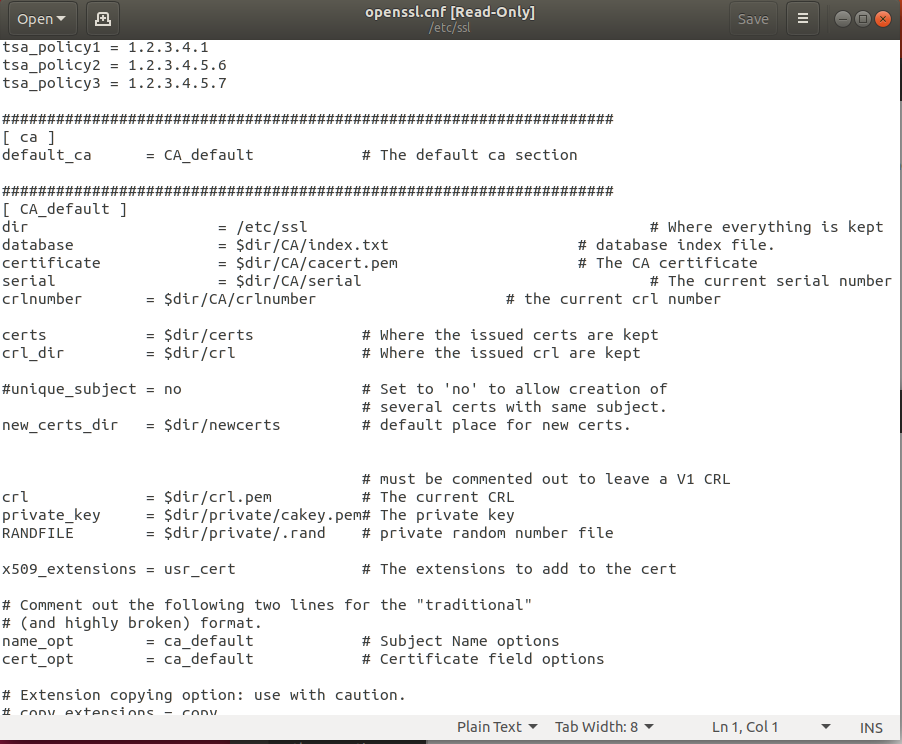 Open
openssl.cnf [Read-Only]
/etc/ssl
Save
tsa_policy1 = 1.2.3.4.1
tsa_policy2 = 1.2.3.4.5.6
tsa_policy3 = 1.2.3.4.5.7
####################################################################
[ ca ]
default_ca = CA_default # The default ca section
####################################################################
[ CA_default ]
dir = /etc/ssl # Where everything is kept
database = $dir/CA/index.txt # database index file.
certificate = $dir/CA/cacert.pem # The CA certificate
serial = $dir/CA/serial # The current serial number
crlnumber = $dir/CA/crlnumber # the current crl number
certs = $dir/certs # Where the issued certs are kept
crl_dir = $dir/crl # Where the issued crl are kept
#unique_subject = no # Set to 'no' to allow creation of
# several certs with same subject.
new_certs_dir = $dir/newcerts # default place for new certs.
# must be commented out to leave a V1 CRL
crl = $dir/crl.pem # The current CRL
private_key = $dir/private/cakey.pem# The private key
RANDFILE = $dir/private/.rand # private random number file
x509_extensions = usr_cert # The extensions to add to the cert
# Comment out the following two lines for the "traditional"
# (and highly broken) format.
name_opt = ca_default # Subject Name options
cert_opt = ca_default # Certificate field options
# Extension copying option: use with caution.
# copy_extensions = copy
Plain Text Tab Width: 8 Ln 1, Col 1 INS